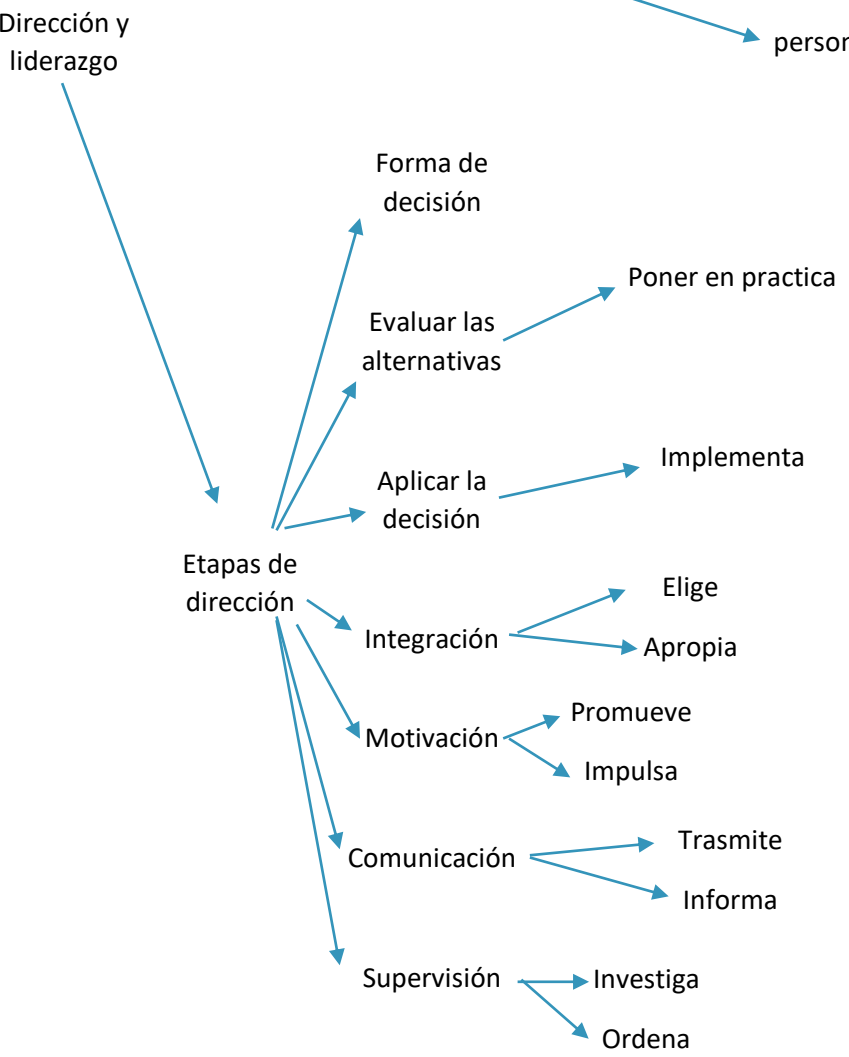 Dirección y
liderazgo
Forma de
decisión
Poner en practica
Evaluar las
alternativas
Implementa
Aplicar la
decisión
Etapas de
dirección
Elige
Integración
Apropia
Promueve
Motivación
Impulsa
Trasmite
Comunicación
Informa
Supervisión
Investiga
Ordena